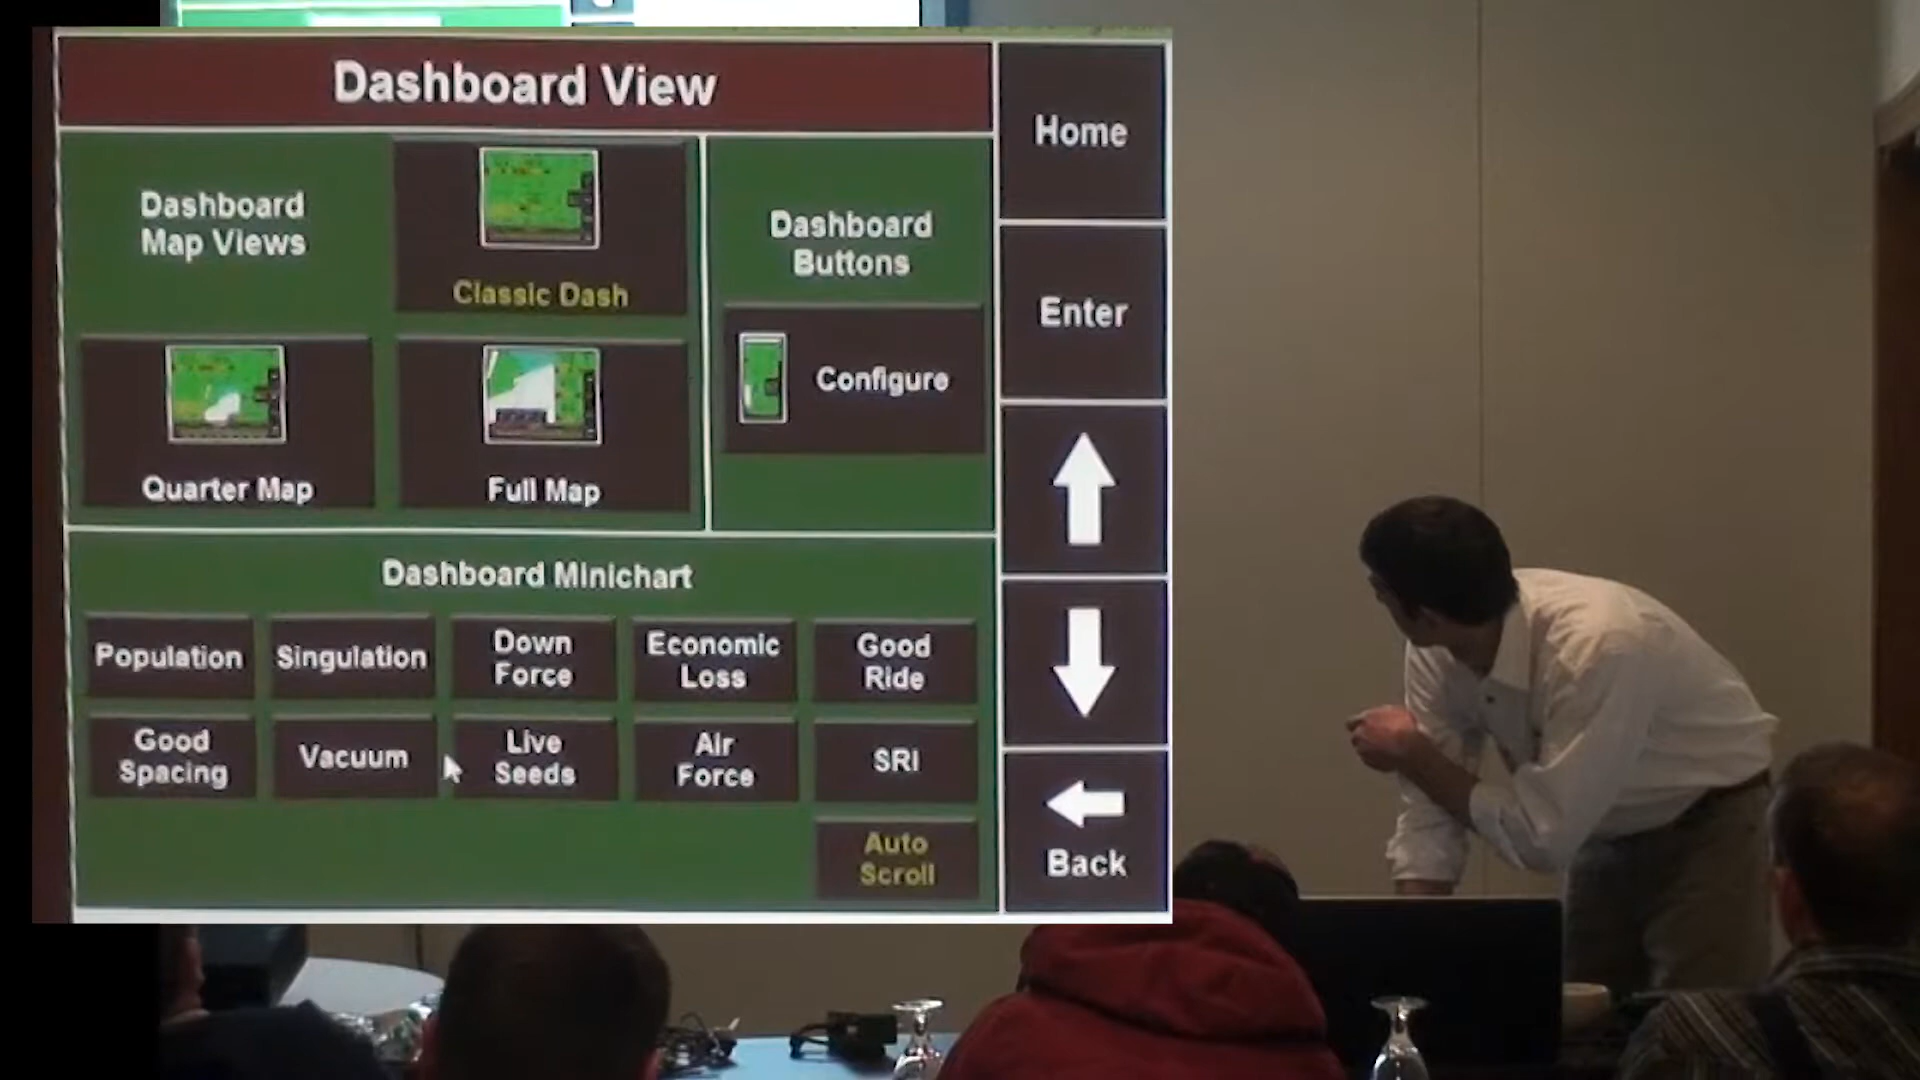 Dashboard View
Home
Dashboard
Map Views
Classic Dash
Dashboard
Buttons
Enter
Configure
Quarter Map
Full Map
Dashboard Minichart
Population
Singulation
Down
Force
Economic
Loss
Good
Ride
Good
Spacing
Vacuum
Live
Seeds
Air
Force
SRI
Auto
Scroll
Back